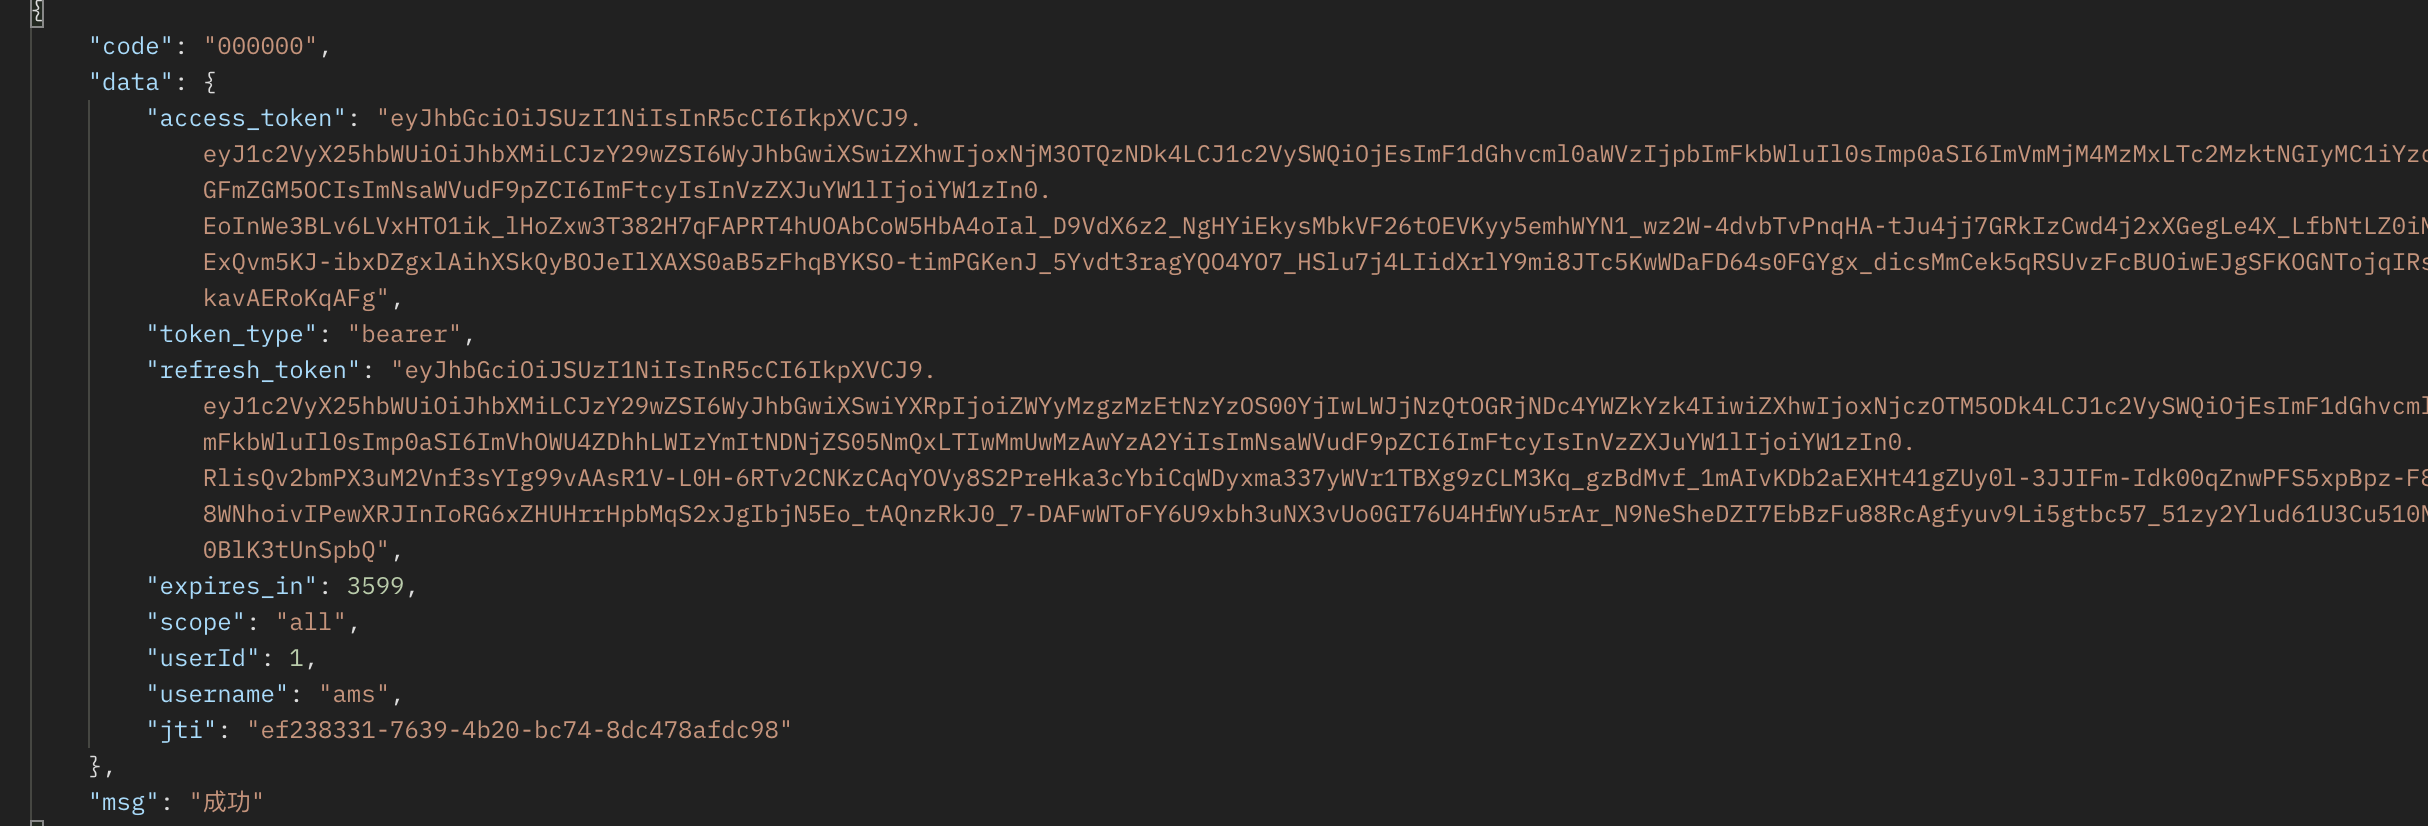 {
"code": "000000",
"data": {
"access_token": "eyJhbGciOiJSUzI1NiIsInR5cCI6IkpXVCJ9.
eyJ1c2VyX25hbWUiOiJhbXMiLCJzY29wZSI6WyJhbGwiXSwiZXhwIjoxNjM3OTQzNDk4LCJ1c2VySWQiOjEsImF1dGhvcml0aWVzIjpbImFkbWluIl0sImp0aSI6ImVmMjM4MzMxLTc2MzktNGIyMC1iYzc
GFmZGM5OCIsImNsaWVudF9pZCI6ImFtcyIsInVzZXJuYW1lIjoiYW1zIn0.
EoInWe3BLv6LVxHTO1ik_lHoZxw3T382H7qFAPRT4hUOAbCoW5HbA4oIal_D9VdX6z2_NgHYiEkysMbkVF26tOEVKyy5emhWYN1_wz2W-4dvbTvPnqHA-tJu4jj7GRkIzCwd4j2xXGegLe4X_LfbNtLZ0iN
ExQvm5KJ-ibxDZgxlAihXSkQyBOJeIlXAXS0aB5zFhqBYKSO-timPGKenJ_5Yvdt3ragYQO4YO7_HSlu7j4LIidXrlY9mi8JTc5KwWDaFD64s0FGYgx_dicsMmCek5qRSUvzFcBUOiwEJgSFKOGNTojqIRs
kavAERoKqAFg",
"token_type": "bearer",
"refresh_token": "eyJhbGciOiJSUzI1NiIsInR5cCI6IkpXVCJ9.
eyJ1c2VyX25hbWUiOiJhbXMiLCJzY29wZSI6WyJhbGwiXSwiYXRpIjoiZWYyMzgzMzEtNzYzOS00YjIwLWJjNzQtOGRjNDc4YWZkYzk4IiwiZXhwIjoxNjczOTM5ODk4LCJ1c2VySWQiOjEsImF1dGhvcml
mFkbWluIl0sImp0aSI6ImVhOWU4ZDhhLWIzYmItNDNjZS05NmQxLTIwMmUwMzAwYzA2YiIsImNsaWVudF9pZCI6ImFtcyIsInVzZXJuYW1lIjoiYW1zIn0.
RlisQv2bmPX3uM2Vnf3sYIg99vAAsR1V-L0H-6RTv2CNKzCAqYOVy8S2PreHka3cYbiCqWDyxma337yWVr1TBXg9zCLM3Kq_gzBdMvf_1mAIvKDb2aEXHt41gZUy0l-3JJIFm-Idk00qZnwPFS5xpBpz-F8
8WNhoivIPewXRJInIoRG6xZHUHrrHpbMqS2xJgIbjN5Eo_tAQnzRkJ0_7-DAFwWToFY6U9xbh3uNX3vUo0GI76U4HfWYu5rAr_N9NeSheDZI7EbBzFu88RcAgfyuv9Li5gtbc57_51zy2Ylud61U3Cu510N
0BlK3tUnSpbQ",
"expires_in": 3599,
"scope": "all",
"userId": 1,
"username": "ams",
"jti": "ef238331-7639-4b20-bc74-8dc478afdc98"
},
"msg": "成功"